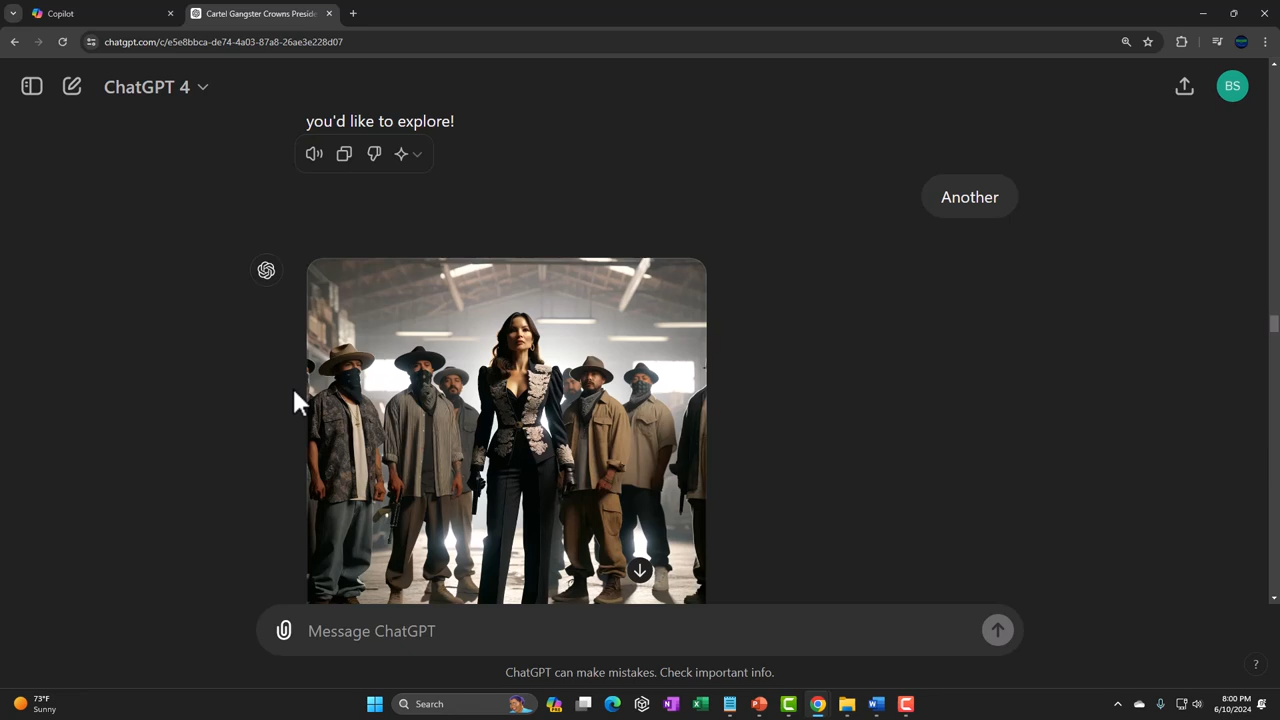 Copilot
Cartel Gangster Crowns Preside
chatgpt.com/c/e5e8bbca-de74-4a03-87a8-26ae3e228d07
ChatGPT 4
BS
you'd like to explore!
Another
Message ChatGPT
ChatGPT can make mistakes. Check important info.
?
73°F
Sunny
Search
8:00 PM
6/10/2024